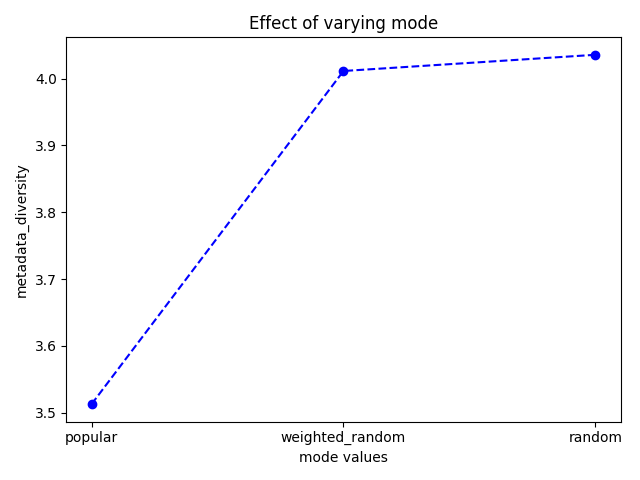 Effect of varying mode
metadata_diversity
4.0
3.9
3.8
3.7
3.6
3.5
popular
weighted_random
random
mode values